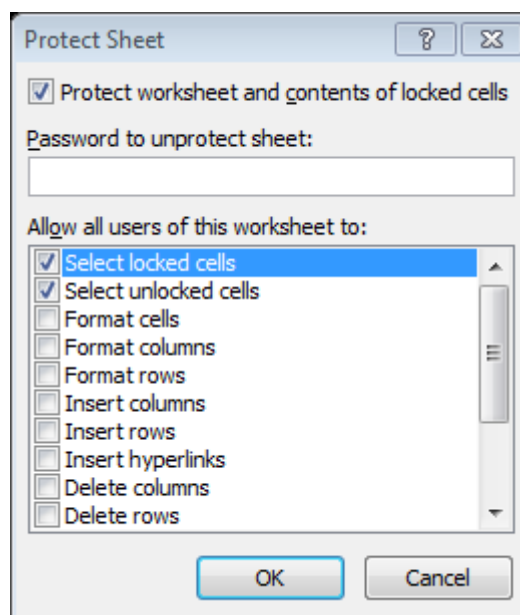 Protect Sheet
Protect worksheet and contents of locked cells
Password to unprotect sheet:
Allow all users of this worksheet to:
Select locked cells
Select unlocked cells
Format cells
Format columns
Format rows
Insert columns
Insert rows
Insert hyperlinks
Delete columns
Delete rows
OK Cancel